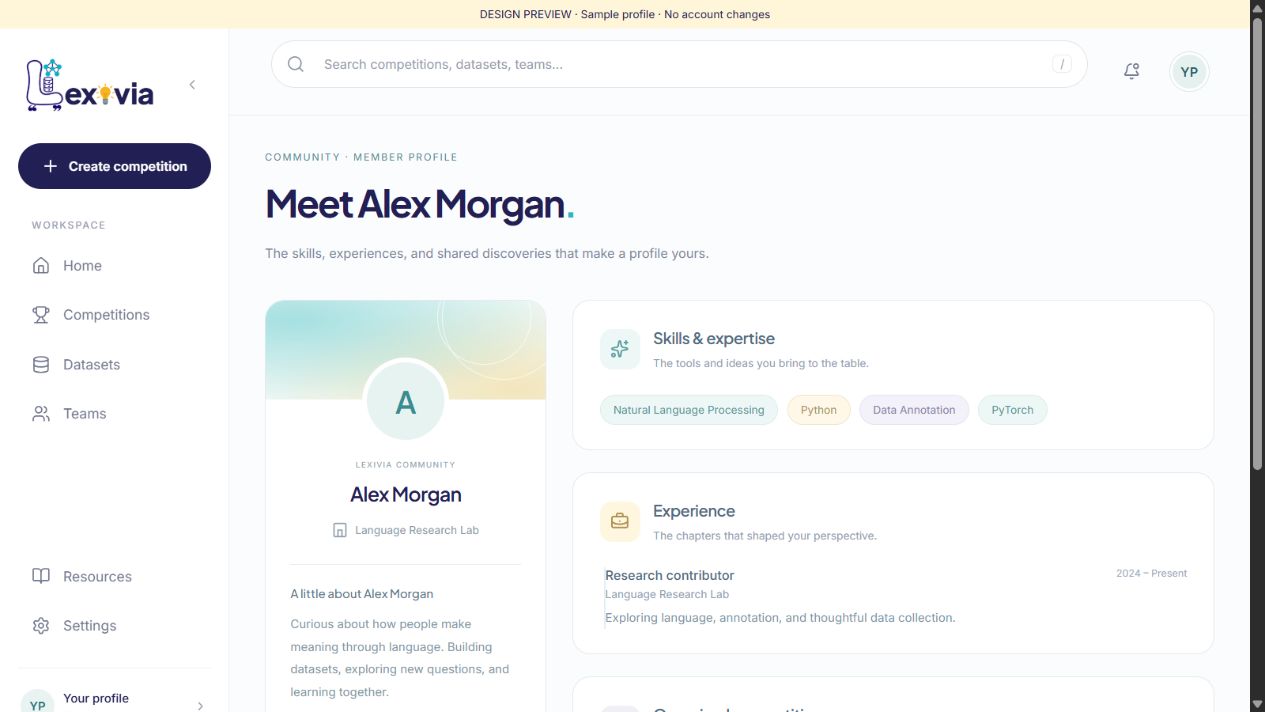 DESIGN PREVIEW · Sample profile · No account changes
Lexivia
Search competitions, datasets, teams...
/
YP
Create competition
WORKSPACE
Home
Competitions
Datasets
Teams
Resources
Settings
YP
Your profile
COMMUNITY · MEMBER PROFILE
Meet Alex Morgan.
The skills, experiences, and shared discoveries that make a profile yours.
A
LEXIVIA COMMUNITY
Alex Morgan
Language Research Lab
A little about Alex Morgan
Curious about how people make
meaning through language. Building
datasets, exploring new questions, and
learning together.
Skills & expertise
The tools and ideas you bring to the table.
Natural Language Processing
Python
Data Annotation
PyTorch
Experience
The chapters that shaped your perspective.
Research contributor
2024 – Present
Language Research Lab
Exploring language, annotation, and thoughtful data collection.